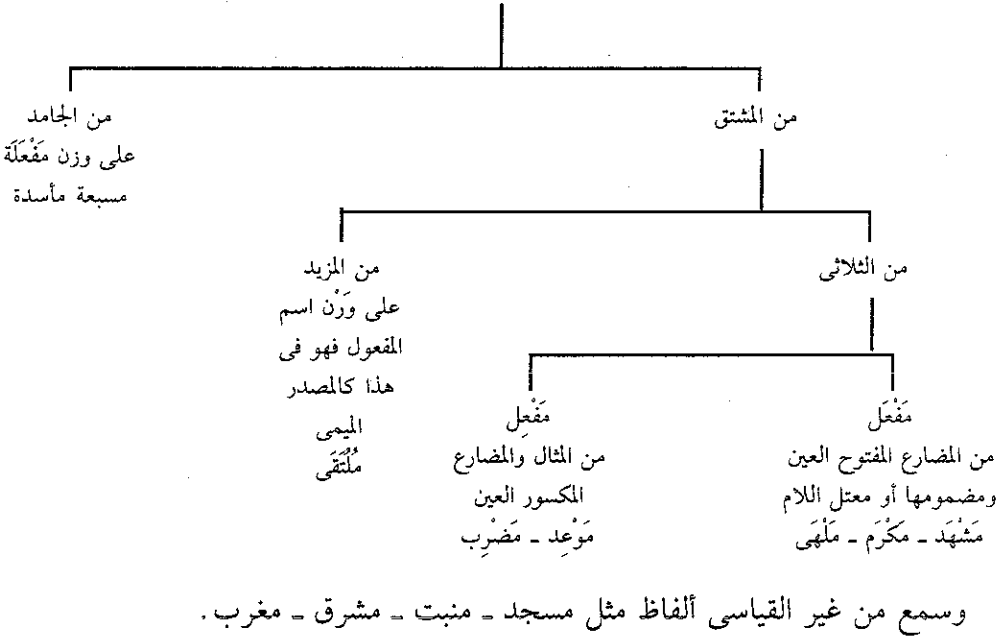 من المشتق
من الجامد
على وزن مَفْعَلَة
مسبعة مأسدة
من الثلاثى
من المزيد
على وَزْن اسم
المفعول فهو فى
هذا كالمصدر
الميمى
مُلْتَقَى
مَفْعَل
من المضارع المفتوح العين
ومضمومها أو معتل اللام
مَشْهَد ـ مَكْرَم ـ مَلْهَى
مَفْعِل
من المثال والمضارع
المكسور العين
مَوْعِد ـ مَضْرِب
وسمع من غير القياسى ألفاظ مثل مسجد ـ منبت ـ مشرق ـ مغرب .